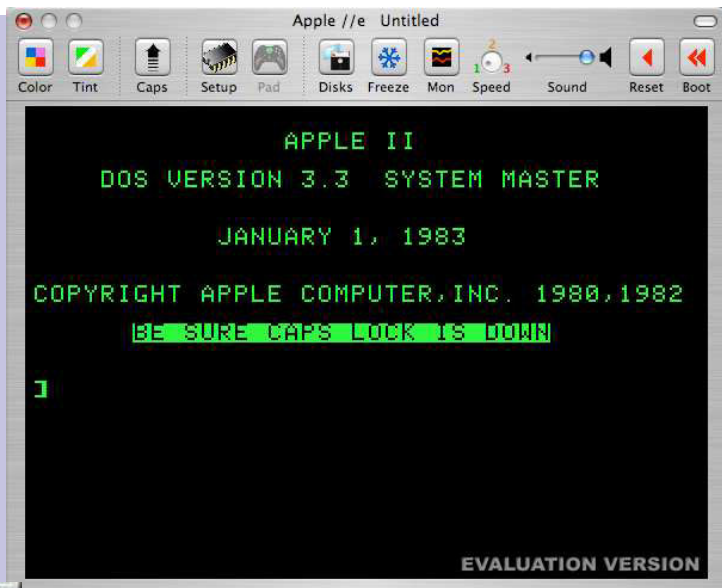 Apple //e Untitled
2
1 3
Color Tint Caps Setup Pad Disks Freeze Mon Speed Sound Reset Boot
APPLE II
DOS VERSION 3.3 SYSTEM MASTER
JANUARY 1, 1983
COPYRIGHT APPLE COMPUTER,INC. 1980,1982
BE SURE CAPS LOCK IS DOWN
]
EVALUATION VERSION